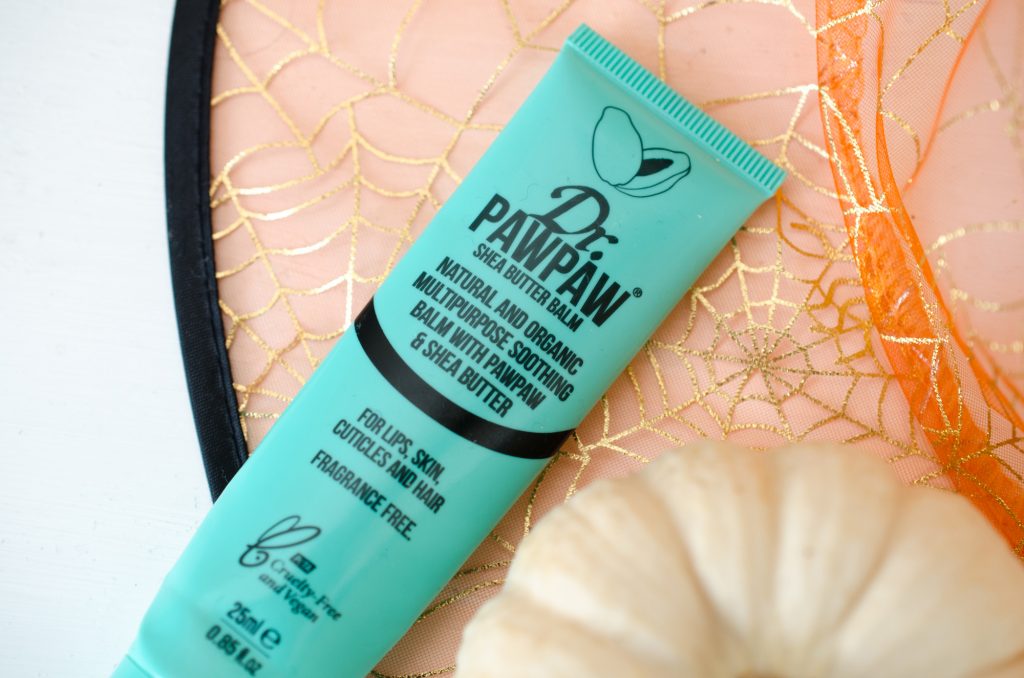 Dr.
PAWPAW®
SHEA BUTTER BALM
NATURAL AND ORGANIC
MULTIPURPOSE SOOTHING
BALM WITH PAWPAW
& SHEA BUTTER
FOR LIPS, SKIN,
CUTICLES AND HAIR
FRAGRANCE FREE.
Cruelty-Free
and Vegan
25ml e
0.85 fl.oz